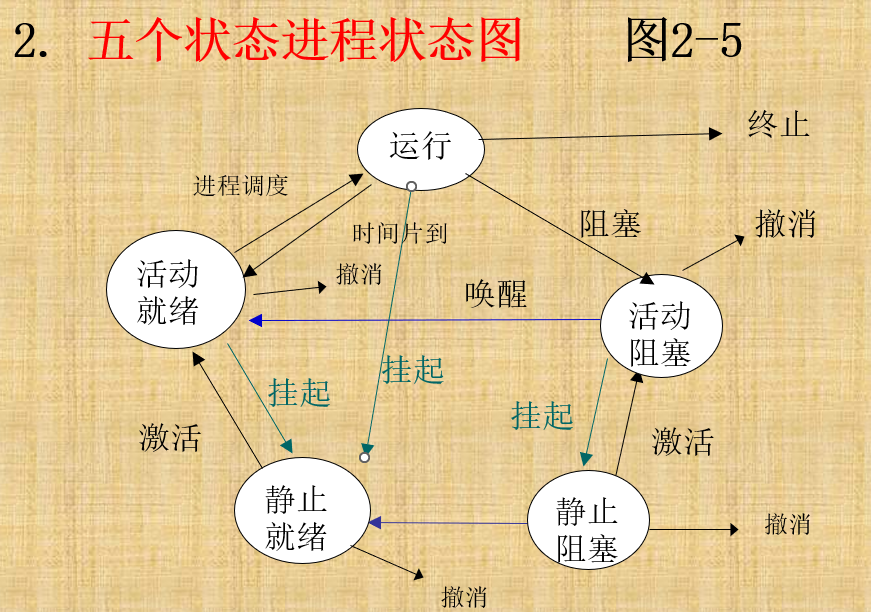 2. 五个状态进程状态图 图2-5
运行
终止
进程调度
时间片到
阻塞
撤消
活动
就绪
撤消
唤醒
活动
阻塞
挂起
挂起
挂起
激活
激活
静止
就绪
静止
阻塞
撤消
撤消